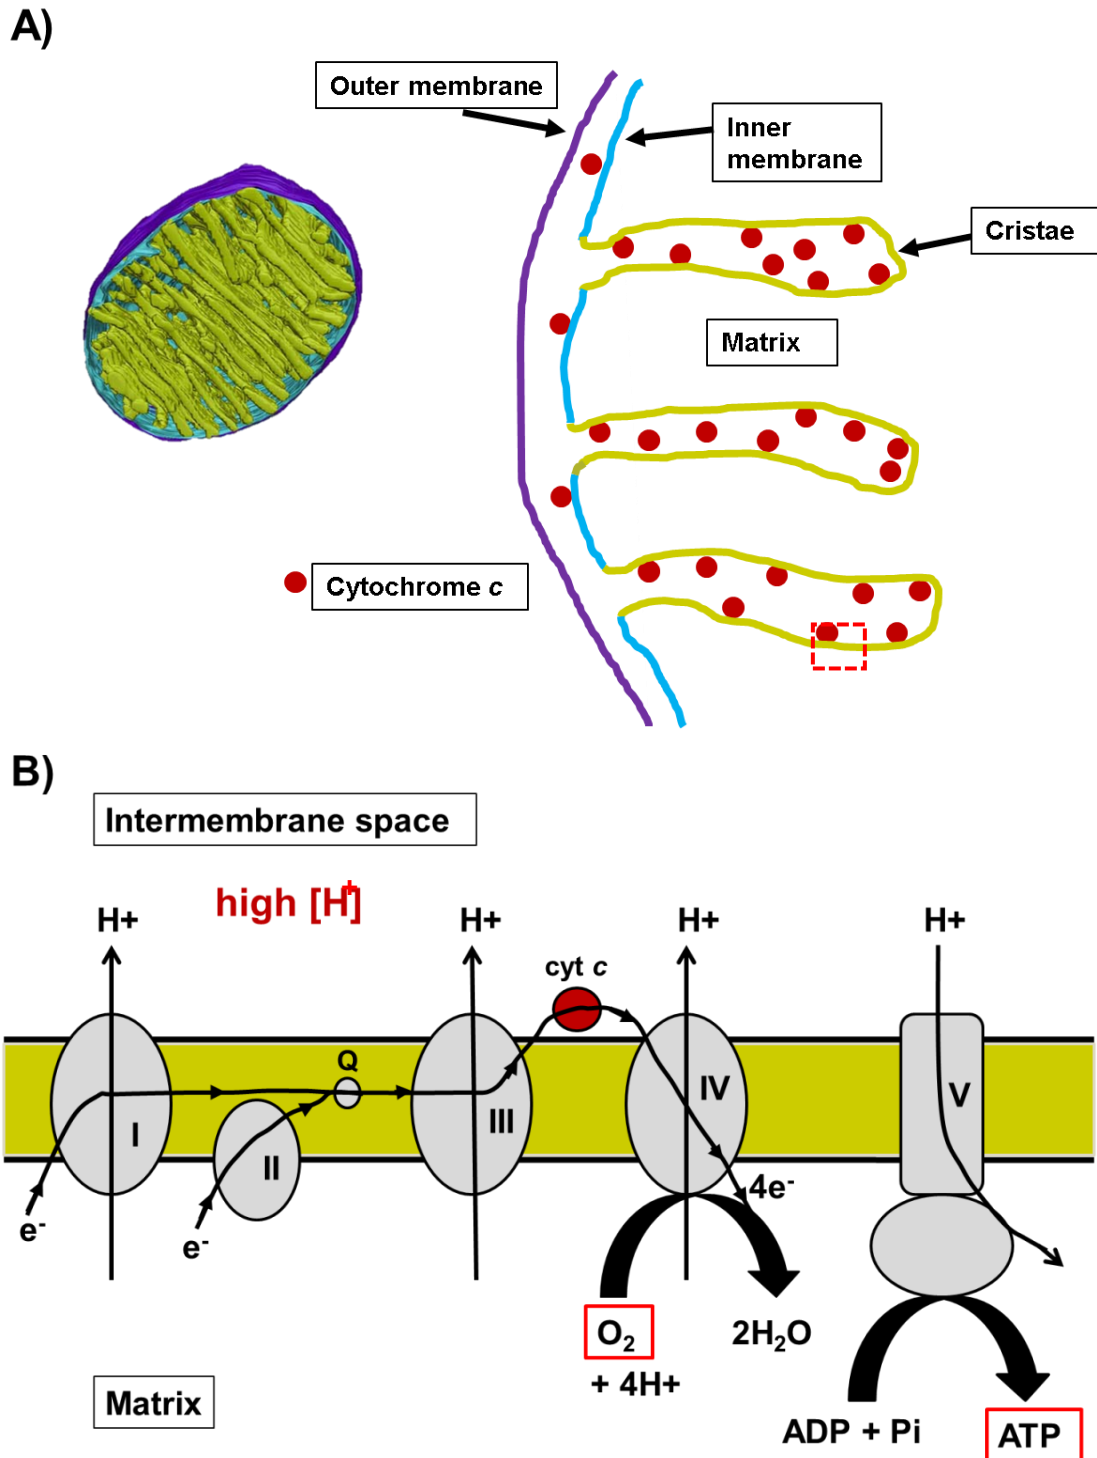 A)
Outer membrane
Inner
membrane
Cristae
Matrix
Cytochrome c
B)
Intermembrane space
high [H+]
H+
H+
H+
H+
cyt c
Q
I
II
III
IV
V
e-
e-
4e-
O2
+ 4H+
2H2O
Matrix
ADP + Pi
ATP